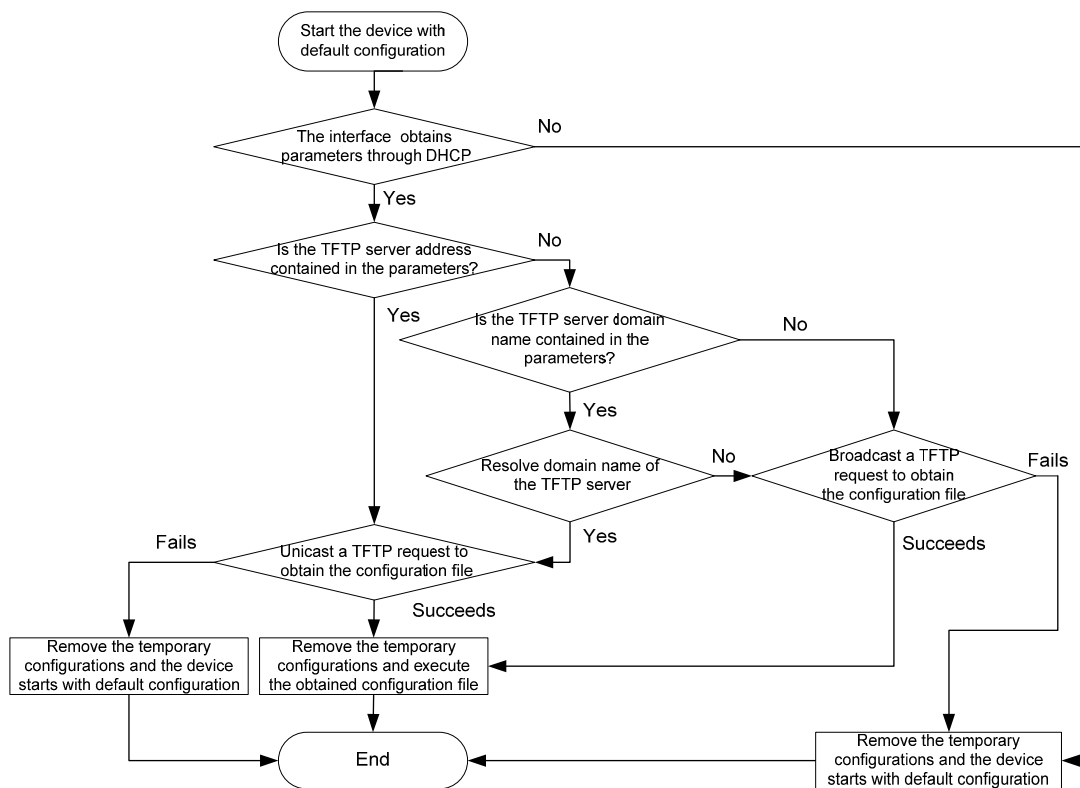 Start the device with
default configuration
The interface obtains
parameters through DHCP
No
Yes
Is the TFTP server address
contained in the parameters?
No
Yes
Is the TFTP server domain
name contained in the
parameters?
No
Yes
Resolve domain name of
the TFTP server
No
Broadcast a TFTP
request to obtain
the configuration file
Fails
Yes
Succeeds
Unicast a TFTP request to
obtain the configuration file
Fails
Succeeds
Remove the temporary
configurations and the device
starts with default configuration
Remove the temporary
configurations and execute
the obtained configuration file
End
Remove the temporary
configurations and the device
starts with default configuration